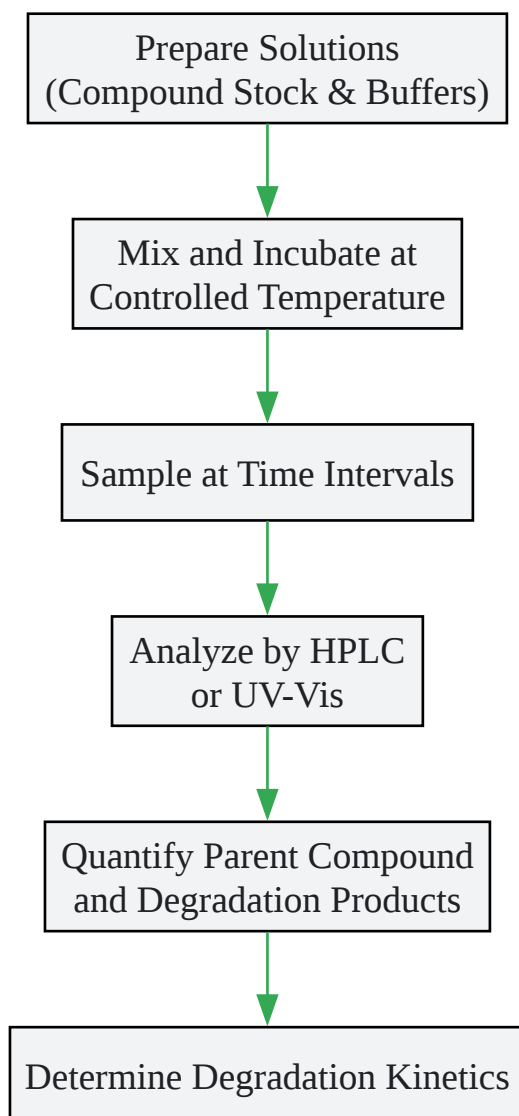 Prepare Solutions
(Compound Stock & Buffers)
Mix and Incubate at
Controlled Temperature
Sample at Time Intervals
Analyze by HPLC
or UV-Vis
Quantify Parent Compound
and Degradation Products
Determine Degradation Kinetics